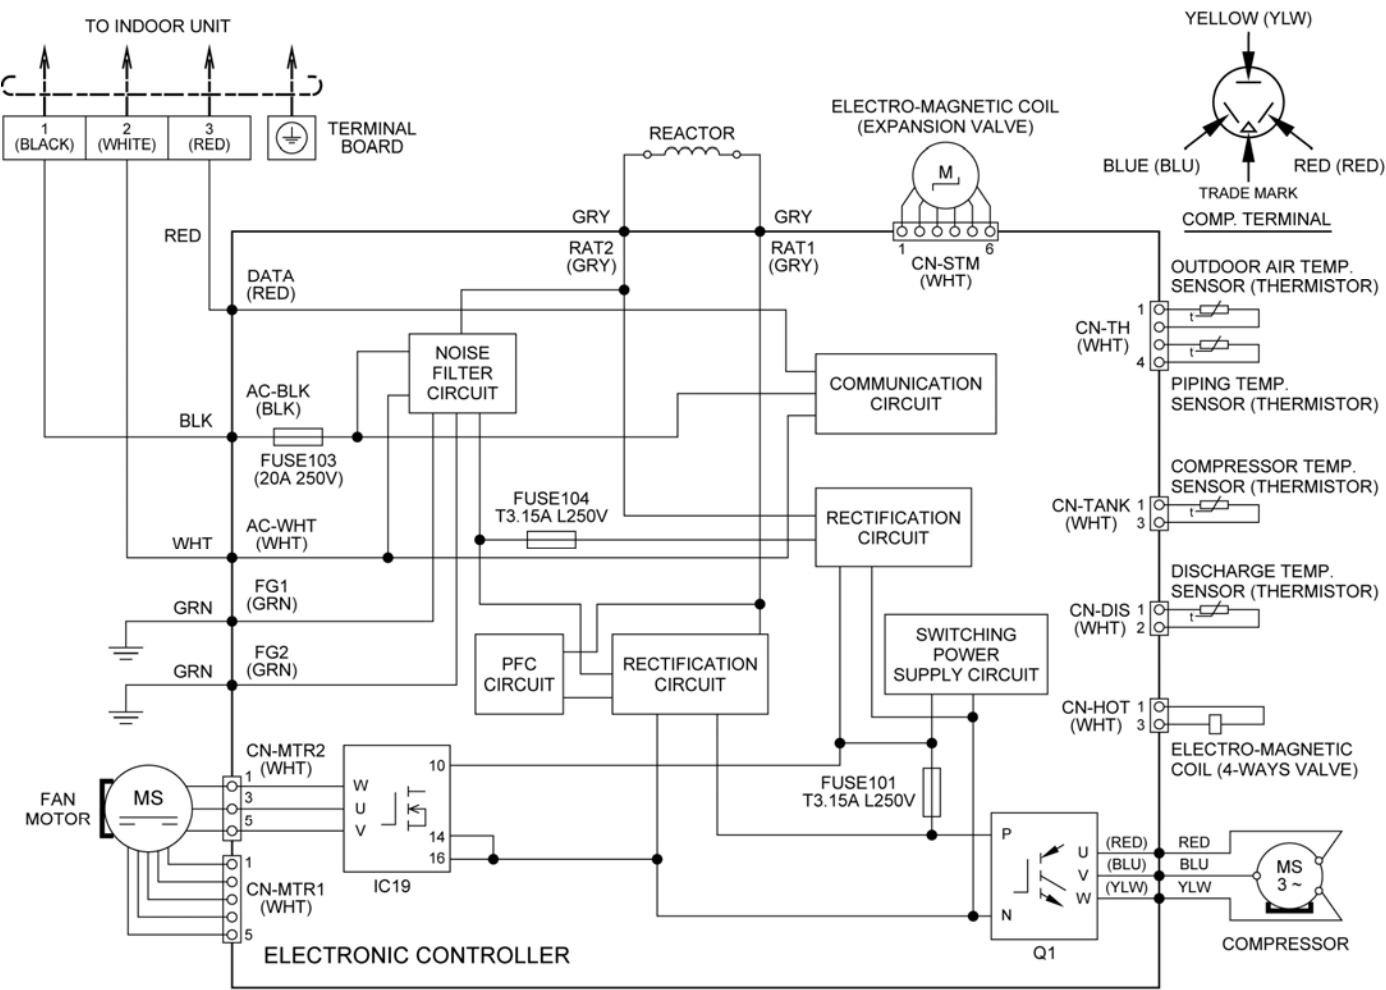 TO INDOOR UNIT
1
(BLACK)
2
(WHITE)
3
(RED)
TERMINAL
BOARD
REACTOR
ELECTRO-MAGNETIC COIL
(EXPANSION VALVE)
M
1
6
CN-STM
(WHT)
YELLOW (YLW)
BLUE (BLU)
RED (RED)
TRADE MARK
COMP. TERMINAL
GRY
GRY
RAT2
(GRY)
RAT1
(GRY)
RED
DATA
(RED)
NOISE
FILTER
CIRCUIT
COMMUNICATION
CIRCUIT
AC-BLK
(BLK)
BLK
FUSE103
(20A 250V)
FUSE104
T3.15A L250V
RECTIFICATION
CIRCUIT
AC-WHT
(WHT)
WHT
FG1
(GRN)
GRN
FG2
(GRN)
GRN
PFC
CIRCUIT
RECTIFICATION
CIRCUIT
SWITCHING
POWER
SUPPLY CIRCUIT
OUTDOOR AIR TEMP.
SENSOR (THERMISTOR)
CN-TH
(WHT)
1
4
t
t
PIPING TEMP.
SENSOR (THERMISTOR)
COMPRESSOR TEMP.
SENSOR (THERMISTOR)
CN-TANK
(WHT)
1
3
t
DISCHARGE TEMP.
SENSOR (THERMISTOR)
CN-DIS
(WHT)
1
2
t
CN-HOT
(WHT)
1
3
ELECTRO-MAGNETIC
COIL (4-WAYS VALVE)
FAN
MOTOR
MS
CN-MTR2
(WHT)
1
3
5
W
U
V
10
14
16
IC19
CN-MTR1
(WHT)
1
5
FUSE101
T3.15A L250V
P
N
U
V
W
Q1
(RED)
(BLU)
(YLW)
RED
BLU
YLW
MS
3 ~
COMPRESSOR
ELECTRONIC CONTROLLER